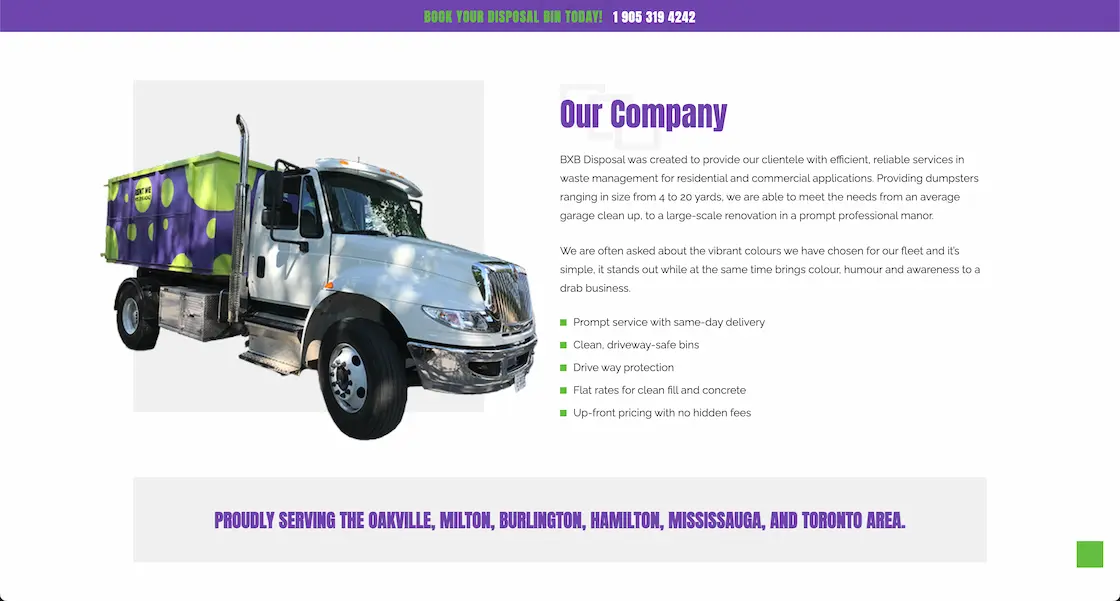 BOOK YOUR DISPOSAL BIN TODAY! 1 905 319 4242
Our Company
BXB Disposal was created to provide our clientele with efficient, reliable services in
waste management for residential and commercial applications. Providing dumpsters
ranging in size from 4 to 20 yards, we are able to meet the needs from an average
garage clean up, to a large-scale renovation in a prompt professional manor.
We are often asked about the vibrant colours we have chosen for our fleet and it's
simple, it stands out while at the same time brings colour, humour and awareness to a
drab business.
Prompt service with same-day delivery
Clean, driveway-safe bins
Drive way protection
Flat rates for clean fill and concrete
Up-front pricing with no hidden fees
RENT ME
PROUDLY SERVING THE OAKVILLE, MILTON, BURLINGTON, HAMILTON, MISSISSAUGA, AND TORONTO AREA.